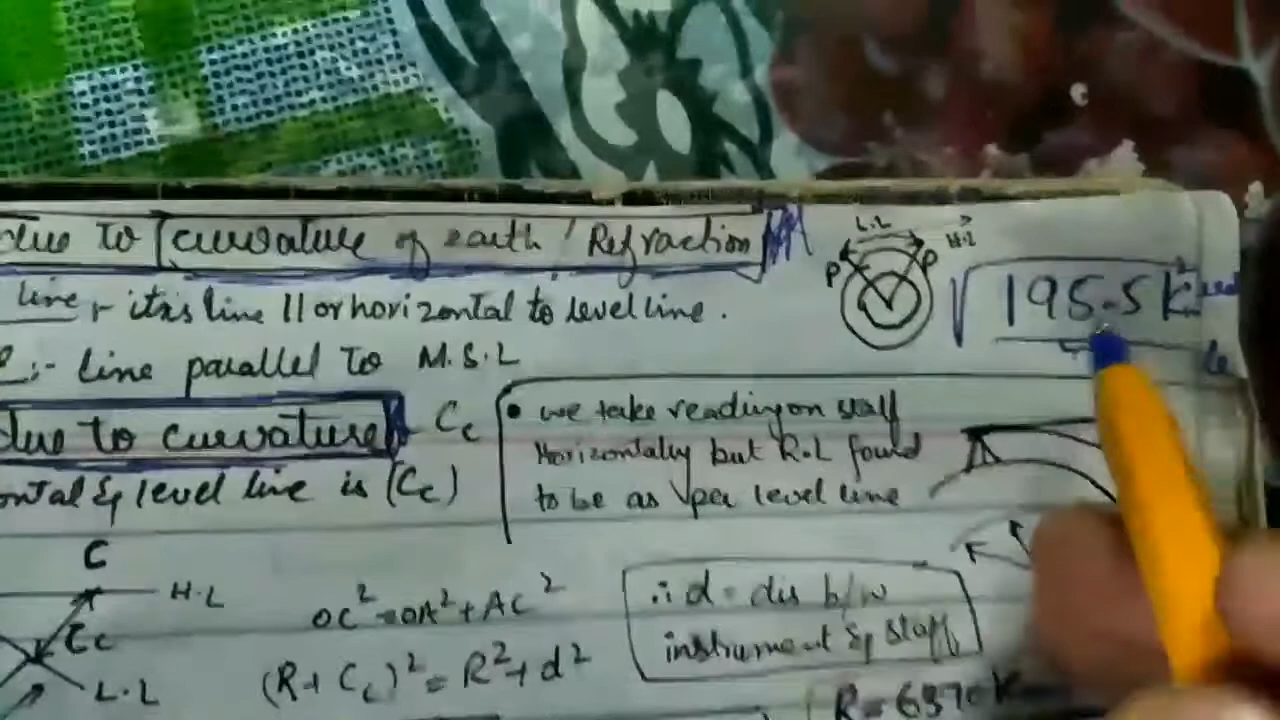 due to curvature of earth / Refraction
L.L
H.L
P
P
195.5 K
line :- it is line || or horizontal to level line.
:- line parallel to M.S.L
due to curvature Cc
ontal & level line is (Cc)
• we take reading on staff
Horizontally but R.L found
to be as per level line
C
H.L
Cc
L.L
OC² = OA² + AC²
(R + Cc)² = R² + d²
∴ d = dis b/w
instrument & staff
R = 6370 K